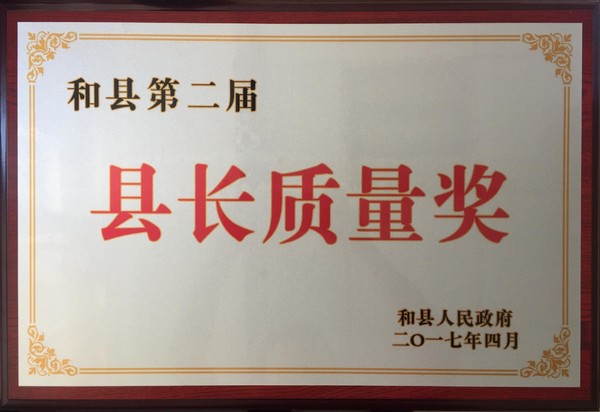 和县第二届
县长质量奖
和县人民政府
二〇一七年四月